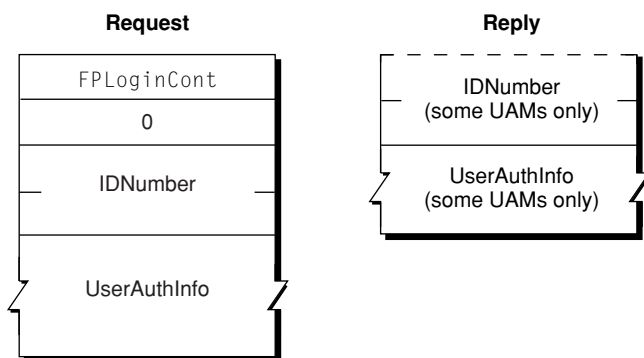 Request
FPLoginCont
0
IDNumber
UserAuthInfo
Reply
IDNumber
(some UAMs only)
UserAuthInfo
(some UAMs only)